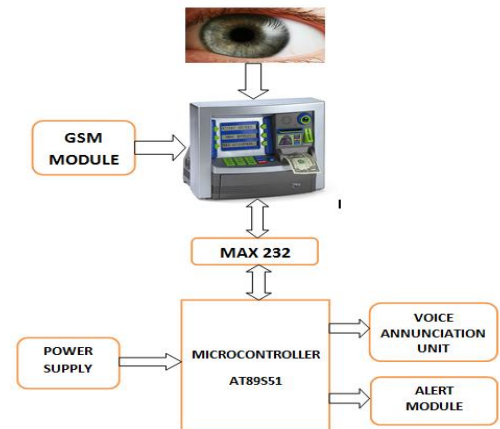 GSM
MODULE
MAX 232
POWER
SUPPLY
MICROCONTROLLER
AT89S51
VOICE
ANNUNCIATION
UNIT
ALERT
MODULE